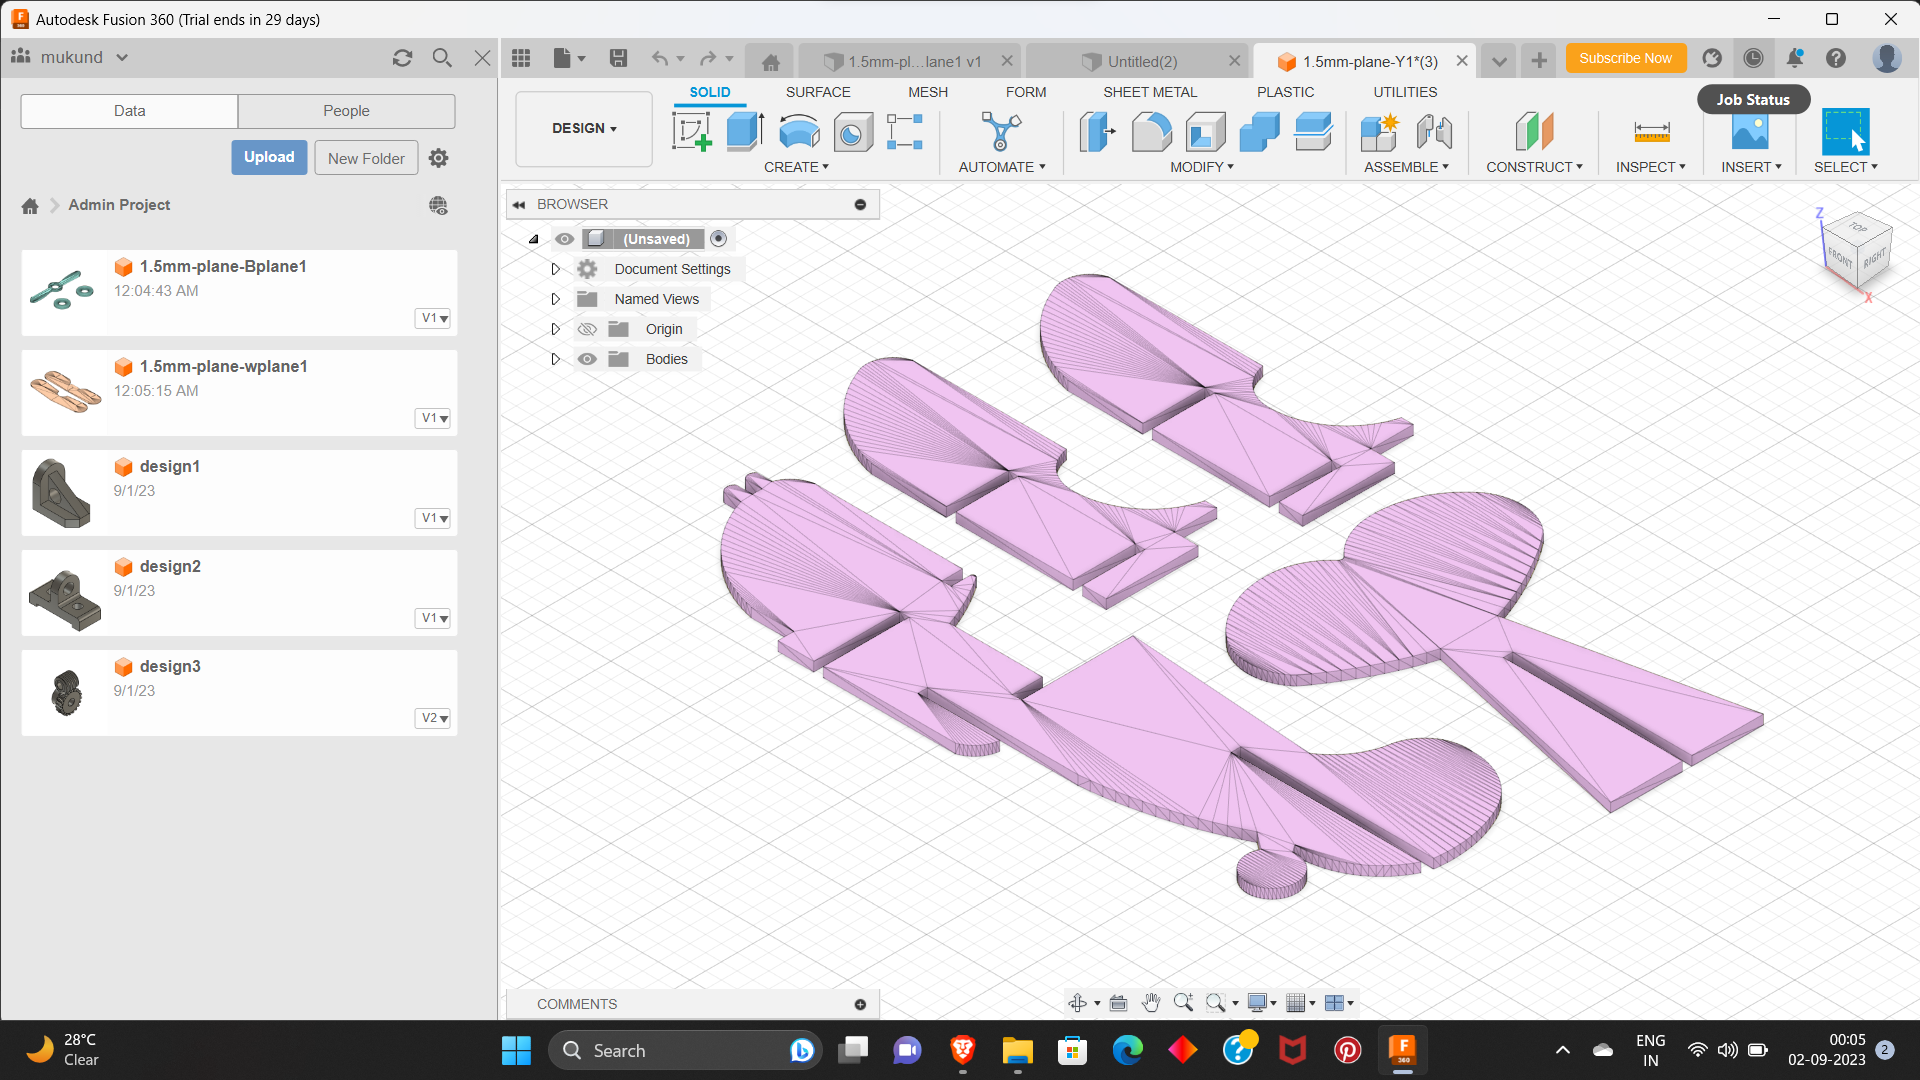 Autodesk Fusion 360 (Trial ends in 29 days)
mukund
1.5mm-pl...lane1 v1
Untitled(2)
1.5mm-plane-Y1*(3)
Subscribe Now
Data
People
Upload
New Folder
Admin Project
1.5mm-plane-Bplane1
12:04:43 AM
V1
1.5mm-plane-wplane1
12:05:15 AM
V1
design1
9/1/23
V1
design2
9/1/23
V1
design3
9/1/23
V2
DESIGN
SOLID
SURFACE
MESH
FORM
SHEET METAL
PLASTIC
UTILITIES
Job Status
CREATE
AUTOMATE
MODIFY
ASSEMBLE
CONSTRUCT
INSPECT
INSERT
SELECT
BROWSER
(Unsaved)
Document Settings
Named Views
Origin
Bodies
Z
TOP
FRONT
RIGHT
X
COMMENTS
28°C
Clear
Search
F
360
ENG
IN
00:05
02-09-2023
2